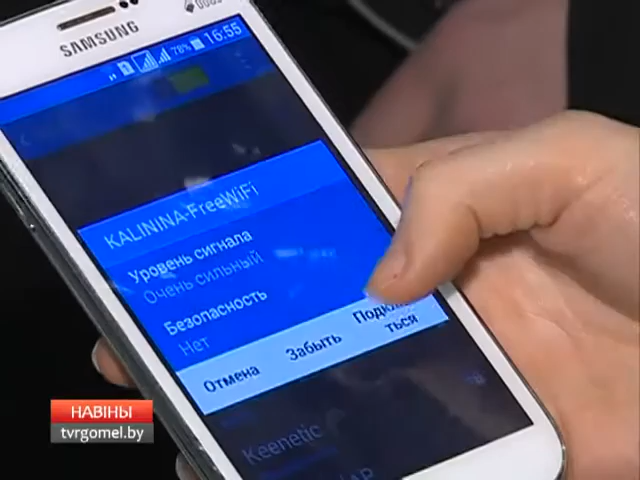 SAMSUNG
78% 16:55
KALININA-FreeWiFi
Уровень сигнала
Очень сильный
Безопасность
Нет
Отмена
Забыть
Подклю
ться
Keenetic
НАВІНЫ
tvrgomel.by